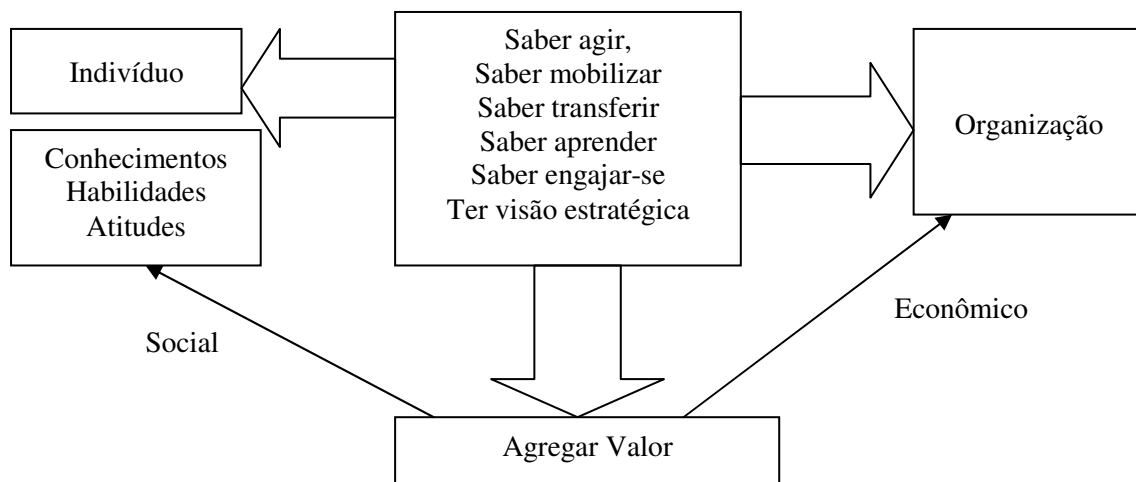 Indivíduo
Conhecimentos
Habilidades
Atitudes
Saber agir,
Saber mobilizar
Saber transferir
Saber aprender
Saber engajar-se
Ter visão estratégica
Organização
Social
Econômico
Agregar Valor